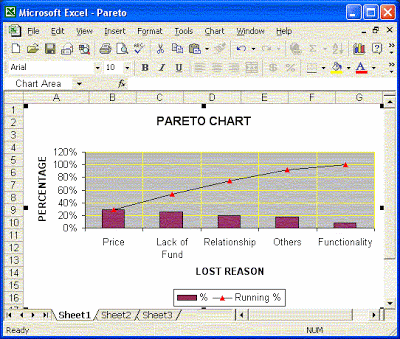 Microsoft Excel - Pareto
File Edit View Insert Format Tools Chart Window Help
Arial 10 B I U
Chart Area
A B C D E F G
1
2
3
4
5
6
7
8
9
10
11
12
13
14
15
16
17
PARETO CHART
PERCENTAGE
120%
100%
80%
60%
40%
20%
0%
Price Lack of Fund Relationship Others Functionality
LOST REASON
% Running %
Sheet1 Sheet2 Sheet3
Ready NUM